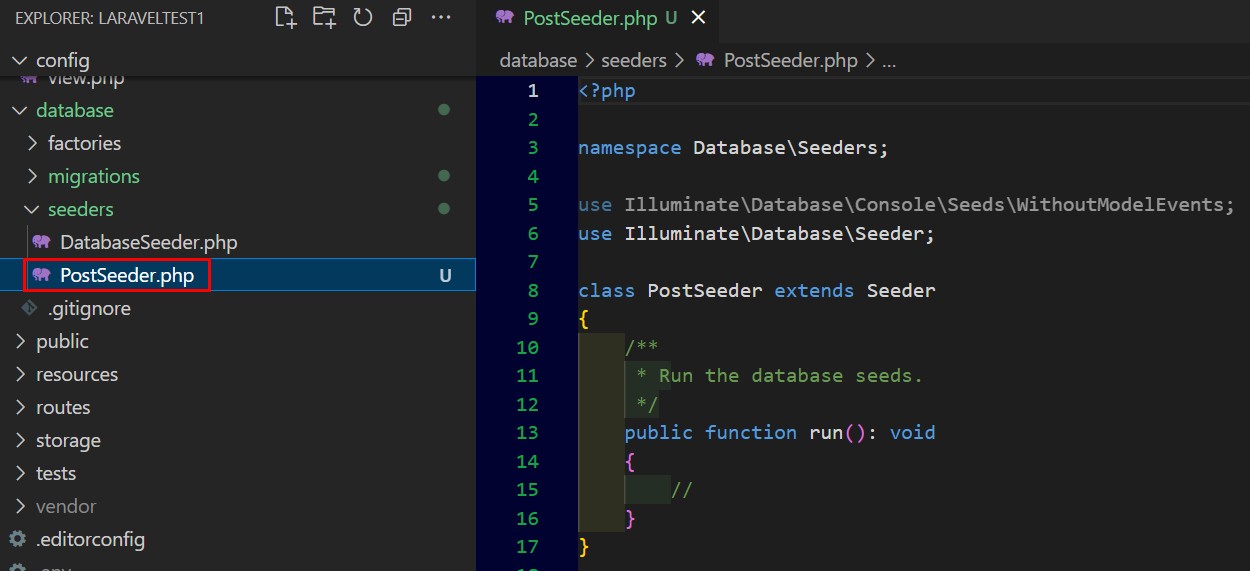 EXPLORER: LARAVELTEST1
config
view.php
database
factories
migrations
seeders
DatabaseSeeder.php
PostSeeder.php U
.gitignore
public
resources
routes
storage
tests
vendor
.editorconfig
.env
PostSeeder.php U
database > seeders > PostSeeder.php > ...
1 <?php
2
3 namespace Database\Seeders;
4
5 use Illuminate\Database\Console\Seeds\WithoutModelEvents;
6 use Illuminate\Database\Seeder;
7
8 class PostSeeder extends Seeder
9 {
10 /**
11 * Run the database seeds.
12 */
13 public function run(): void
14 {
15 //
16 }
17 }